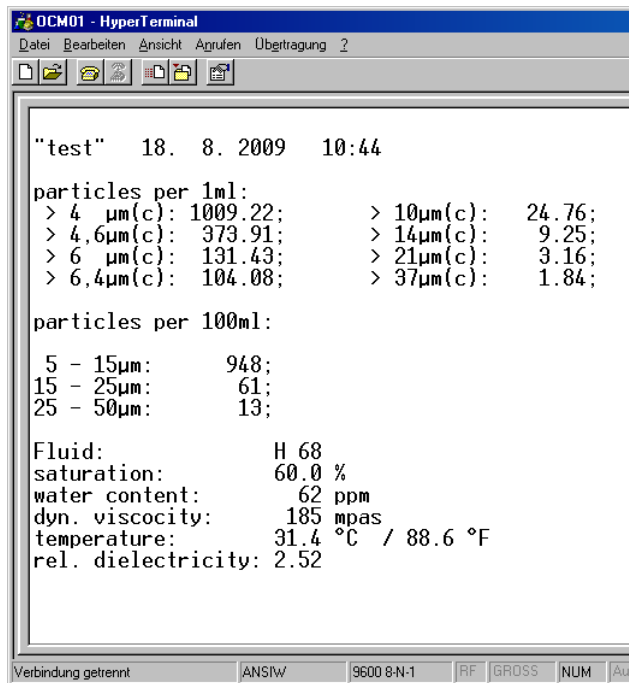 OCM01 - HyperTerminal
Datei Bearbeiten Ansicht Anrufen Übertragung ?
"test" 18. 8. 2009 10:44
particles per 1ml:
> 4 µm(c): 1009.22; > 10µm(c): 24.76;
> 4,6µm(c): 373.91; > 14µm(c): 9.25;
> 6 µm(c): 131.43; > 21µm(c): 3.16;
> 6,4µm(c): 104.08; > 37µm(c): 1.84;
particles per 100ml:
5 - 15µm: 948;
15 - 25µm: 61;
25 - 50µm: 13;
Fluid: H 68
saturation: 60.0 %
water content: 62 ppm
dyn. viscocity: 185 mpas
temperature: 31.4 °C / 88.6 °F
rel. dielectricity: 2.52
Verbindung getrennt ANSIW 9600 8-N-1 RF GROSS NUM Au